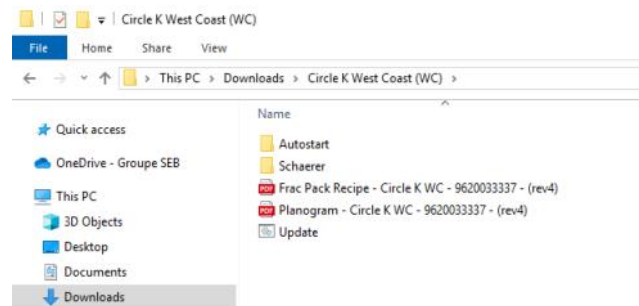 Circle K West Coast (WC)
File Home Share View
This PC > Downloads > Circle K West Coast (WC) >
Quick access
OneDrive - Groupe SEB
This PC
3D Objects
Desktop
Documents
Downloads
Name
Autostart
Schaerer
PDF Frac Pack Recipe - Circle K WC - 9620033337 - (rev4)
PDF Planogram - Circle K WC - 9620033337 - (rev4)
Update